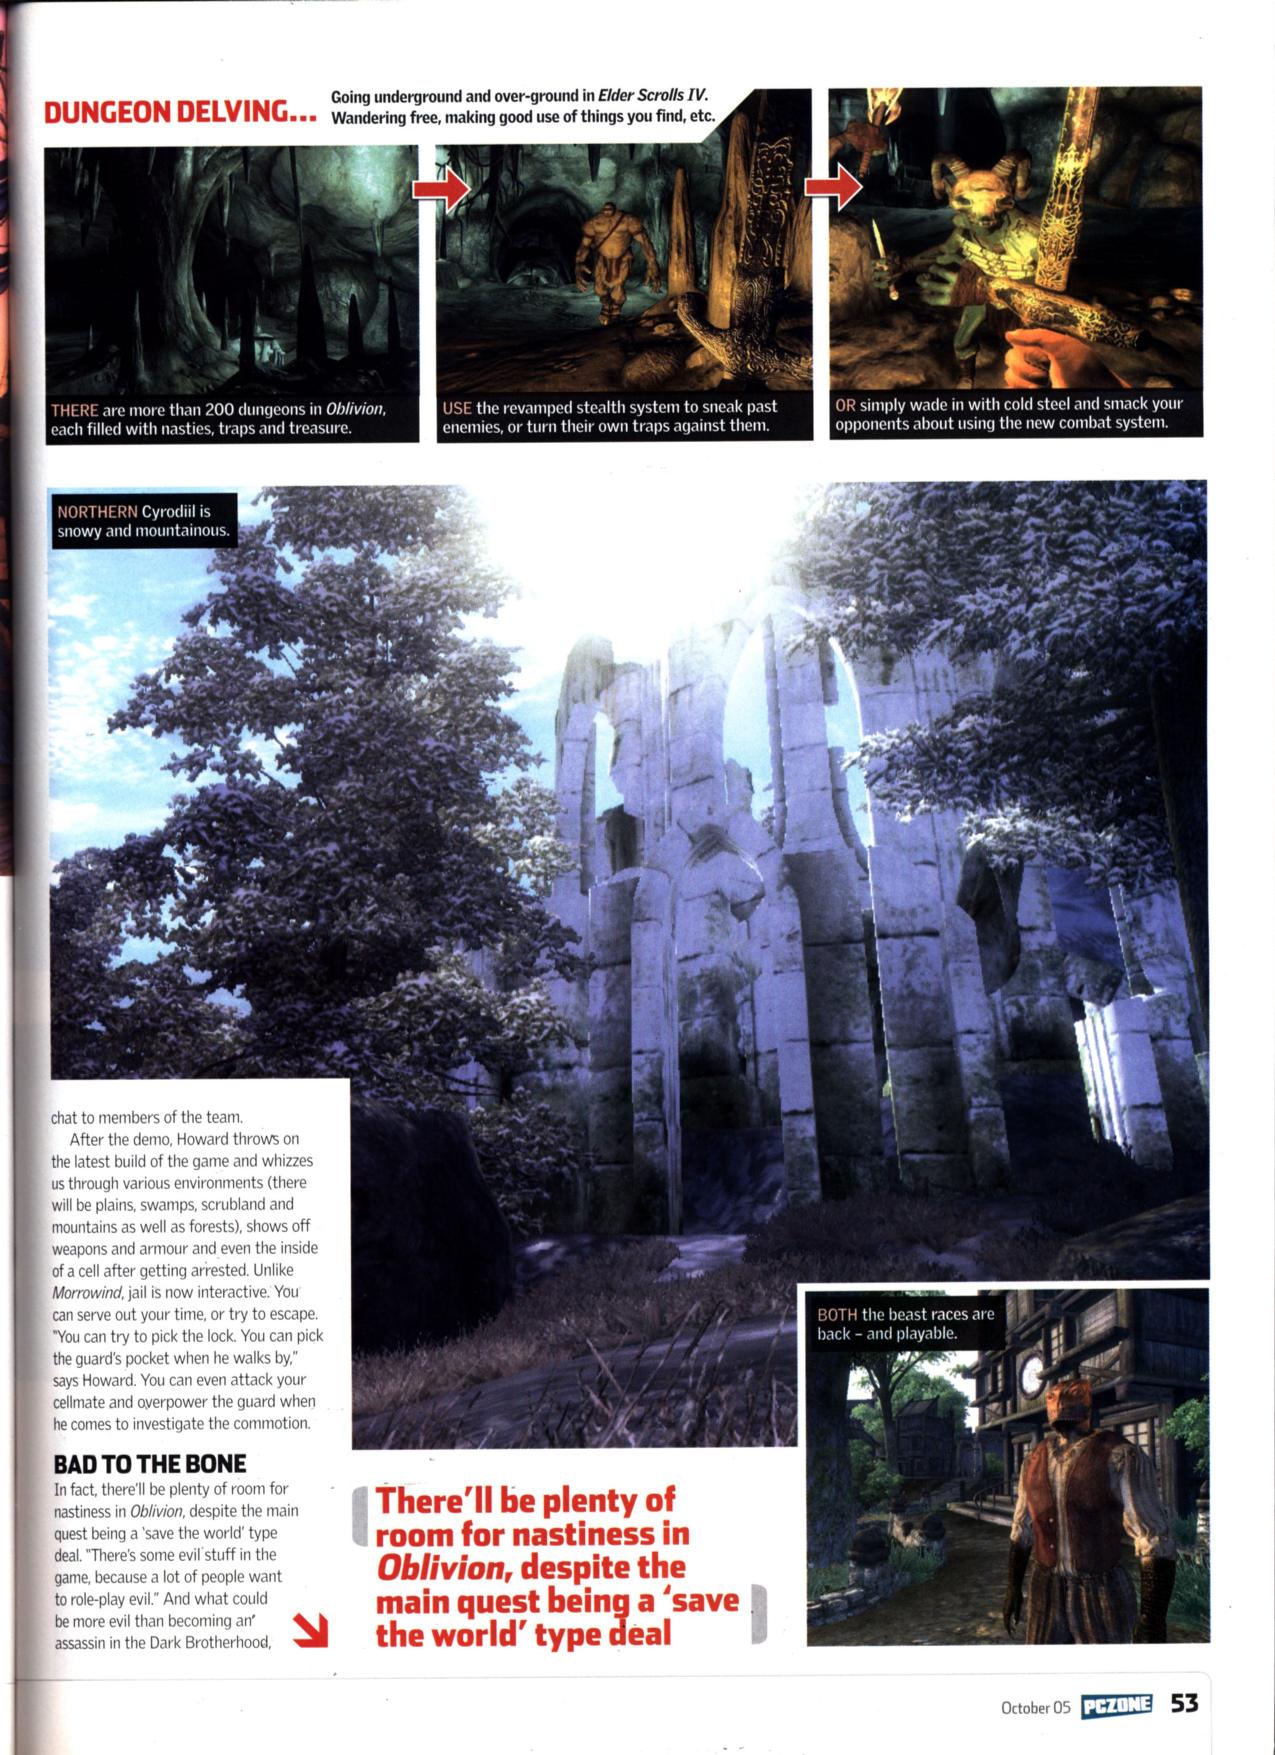 DUNGEON DELVING...
Going underground and over-ground in Elder Scrolls IV.
Wandering free, making good use of things you find, etc.
THERE are more than 200 dungeons in Oblivion,
each filled with nasties, traps and treasure.
USE the revamped stealth system to sneak past
enemies, or turn their own traps against them.
OR simply wade in with cold steel and smack your
opponents about using the new combat system.
NORTHERN Cyrodiil is
snowy and mountainous.
chat to members of the team.
After the demo, Howard throws on
the latest build of the game and whizzes
us through various environments (there
will be plains, swamps, scrubland and
mountains as well as forests), shows off
weapons and armour and even the inside
of a cell after getting arrested. Unlike
Morrowind, jail is now interactive. You
can serve out your time, or try to escape.
"You can try to pick the lock. You can pick
the guard's pocket when he walks by,"
says Howard. You can even attack your
cellmate and overpower the guard when
he comes to investigate the commotion.
BAD TO THE BONE
In fact, there'll be plenty of room for
nastiness in Oblivion, despite the main
quest being a 'save the world' type
deal. "There's some evil stuff in the
game, because a lot of people want
to role-play evil." And what could
be more evil than becoming an
assassin in the Dark Brotherhood,
There'll be plenty of
room for nastiness in
Oblivion, despite the
main quest being a 'save
the world' type deal
BOTH the beast races are
back – and playable.
October 05 PCZONE 53